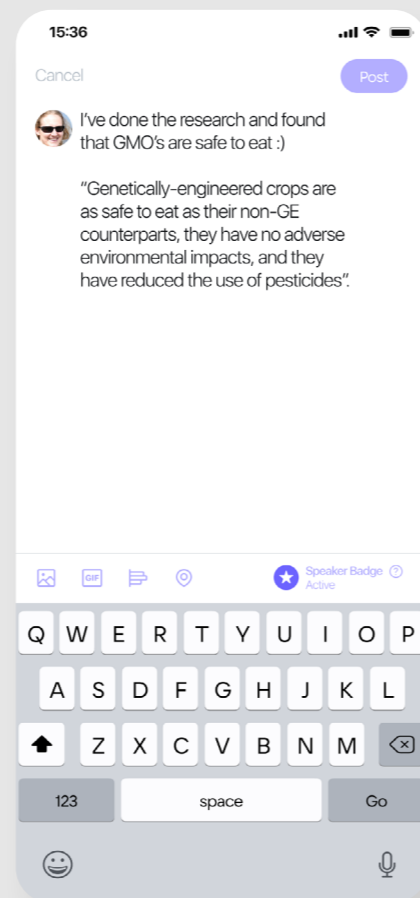 15:36
Cancel
Post
I've done the research and found
that GMO's are safe to eat :)
“Genetically-engineered crops are
as safe to eat as their non-GE
counterparts, they have no adverse
environmental impacts, and they
have reduced the use of pesticides”.
GIF
Speaker Badge ?
Active
Q W E R T Y U I O P
A S D F G H J K L
Z X C V B N M
123 space Go